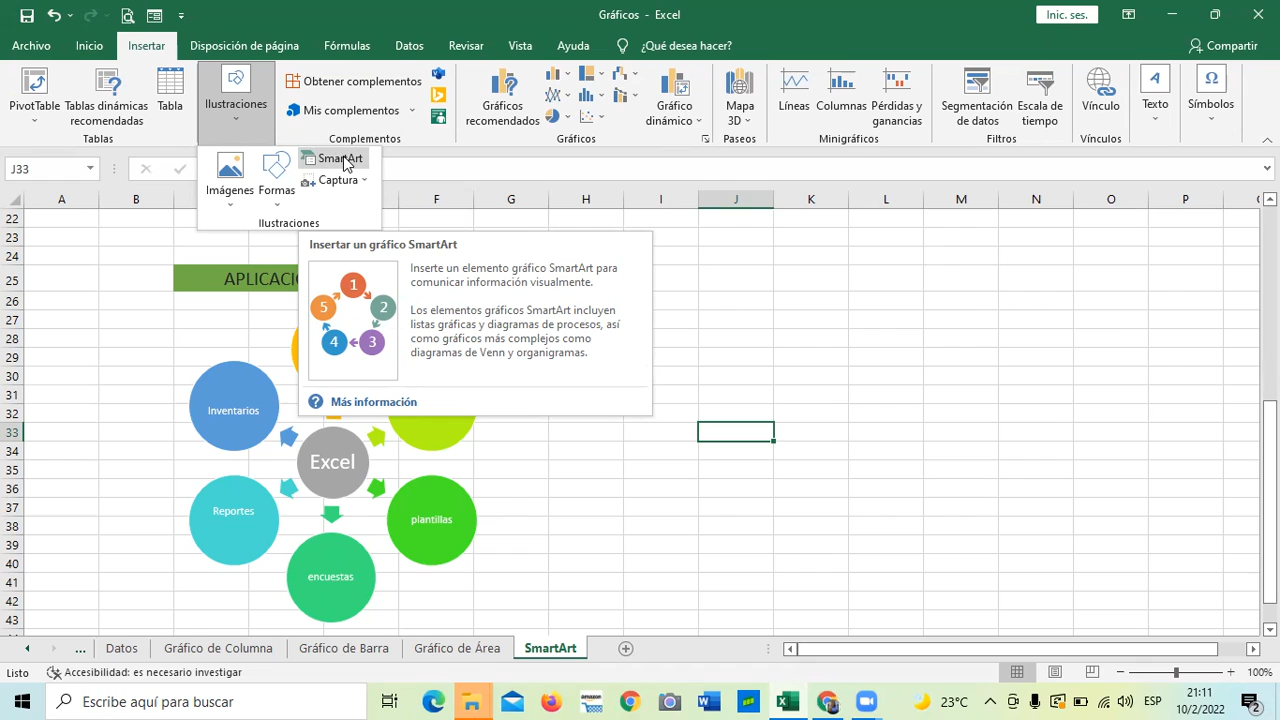 Gráficos - Excel
Inic. ses.
Archivo Inicio Insertar Disposición de página Fórmulas Datos Revisar Vista Ayuda ¿Qué desea hacer? Compartir
PivotTable
Tablas dinámicas
recomendadas
Tabla
Tablas
Ilustraciones
Obtener complementos
Mis complementos
Complementos
Gráficos
recomendados
Gráfico
dinámico
Gráficos
Mapa
3D
Paseos
Líneas
Columnas
Pérdidas y
ganancias
Minigráficos
Segmentación
de datos
Escala de
tiempo
Filtros
Vínculo
Vínculos
Texto
Símbolos
J33
Imágenes
Formas
SmartArt
Captura
Ilustraciones
A B F G H I J K L M N O P
22
23
24
25
26
27
28
29
30
31
32
33
34
35
36
37
38
39
40
41
42
43
Insertar un gráfico SmartArt
1
2
3
4
5
Inserte un elemento gráfico SmartArt para
comunicar información visualmente.
Los elementos gráficos SmartArt incluyen
listas gráficas y diagramas de procesos, así
como gráficos más complejos como
diagramas de Venn y organigramas.
? Más información
APLICACI
Inventarios
Excel
Reportes
plantillas
encuestas
... Datos Gráfico de Columna Gráfico de Barra Gráfico de Área SmartArt
Listo Accesibilidad: es necesario investigar 100%
Escribe aquí para buscar
amazon
23°C
ESP
21:11
10/2/2022
2